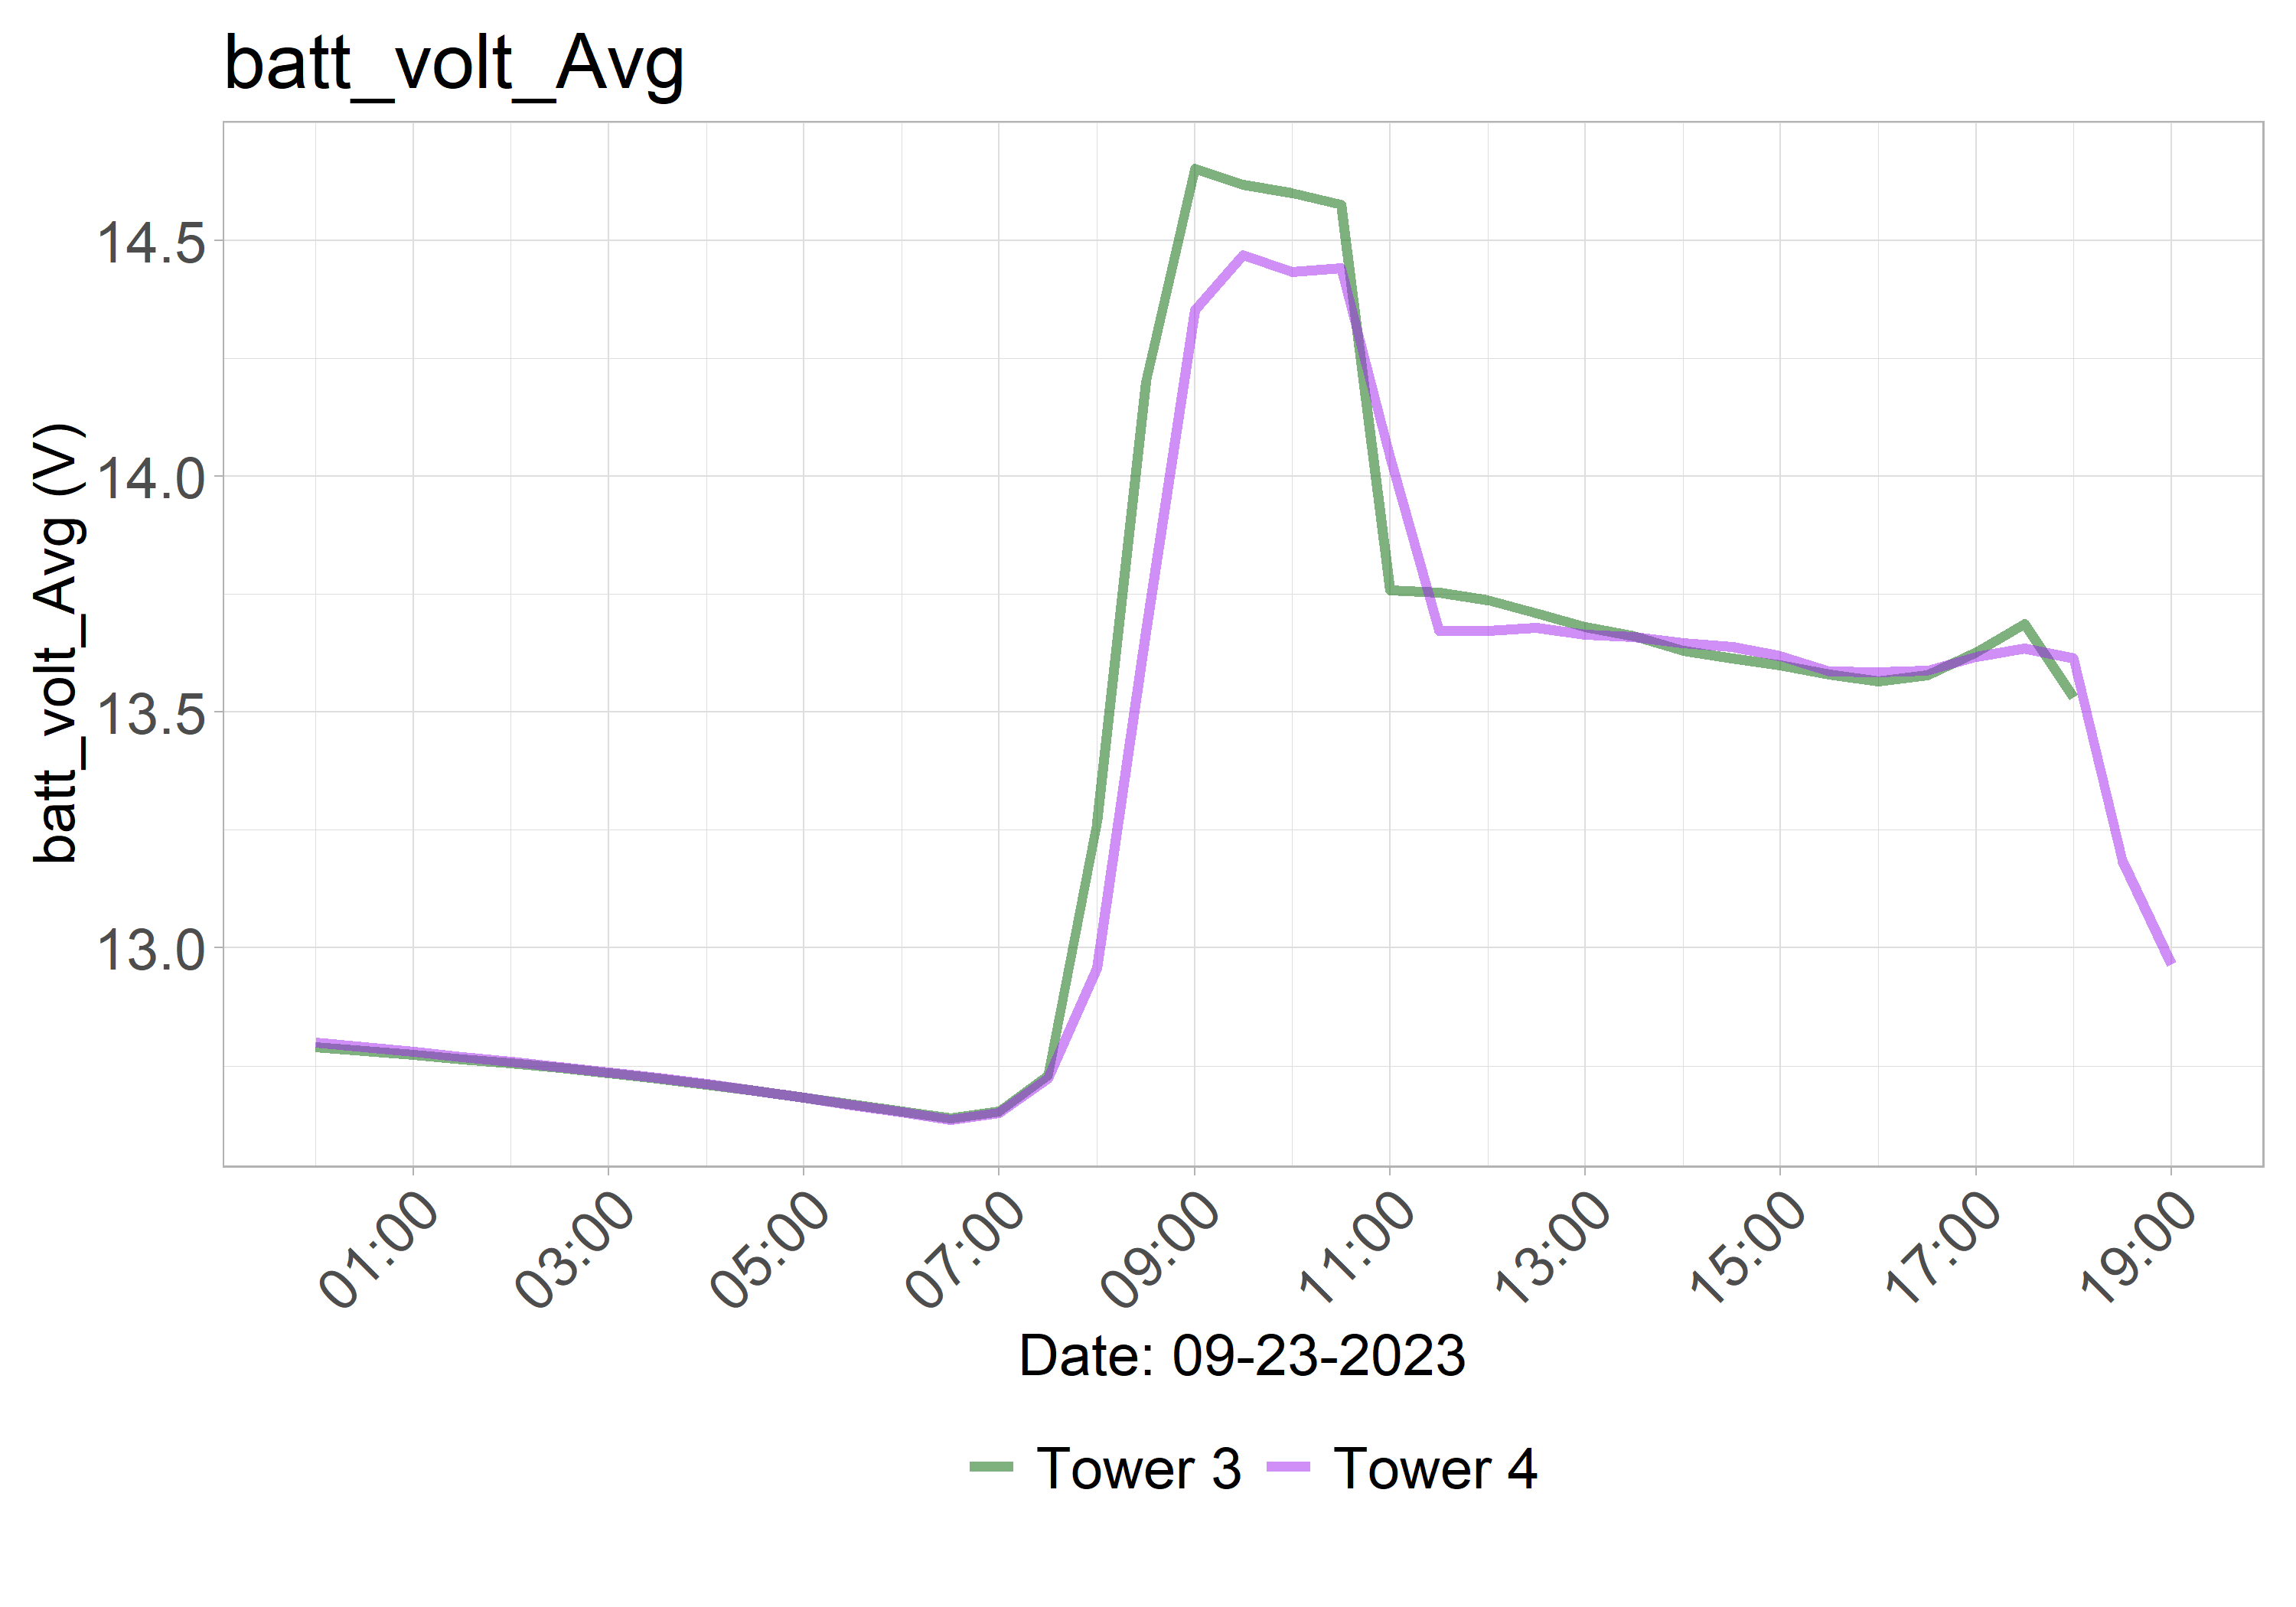 batt_volt_Avg
batt_volt_Avg (V)
14.5
14.0
13.5
13.0
01:00 03:00 05:00 07:00 09:00 11:00 13:00 15:00 17:00 19:00
Date: 09-23-2023
Tower 3 Tower 4